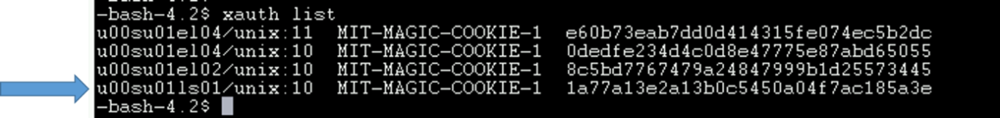 -bash-4.2$ xauth list
u00su01el04/unix:11  MIT-MAGIC-COOKIE-1  e60b73eab7dd0d414315fe074ec5b2dc
u00su01el04/unix:10  MIT-MAGIC-COOKIE-1  0dedfe234d4c0d8e47775e87abd65055
u00su01el02/unix:10  MIT-MAGIC-COOKIE-1  8c5bd7767479a24847999b1d25573445
u00su01ls01/unix:10  MIT-MAGIC-COOKIE-1  1a77a13e2a13b0c5450a04f7ac185a3e
-bash-4.2$